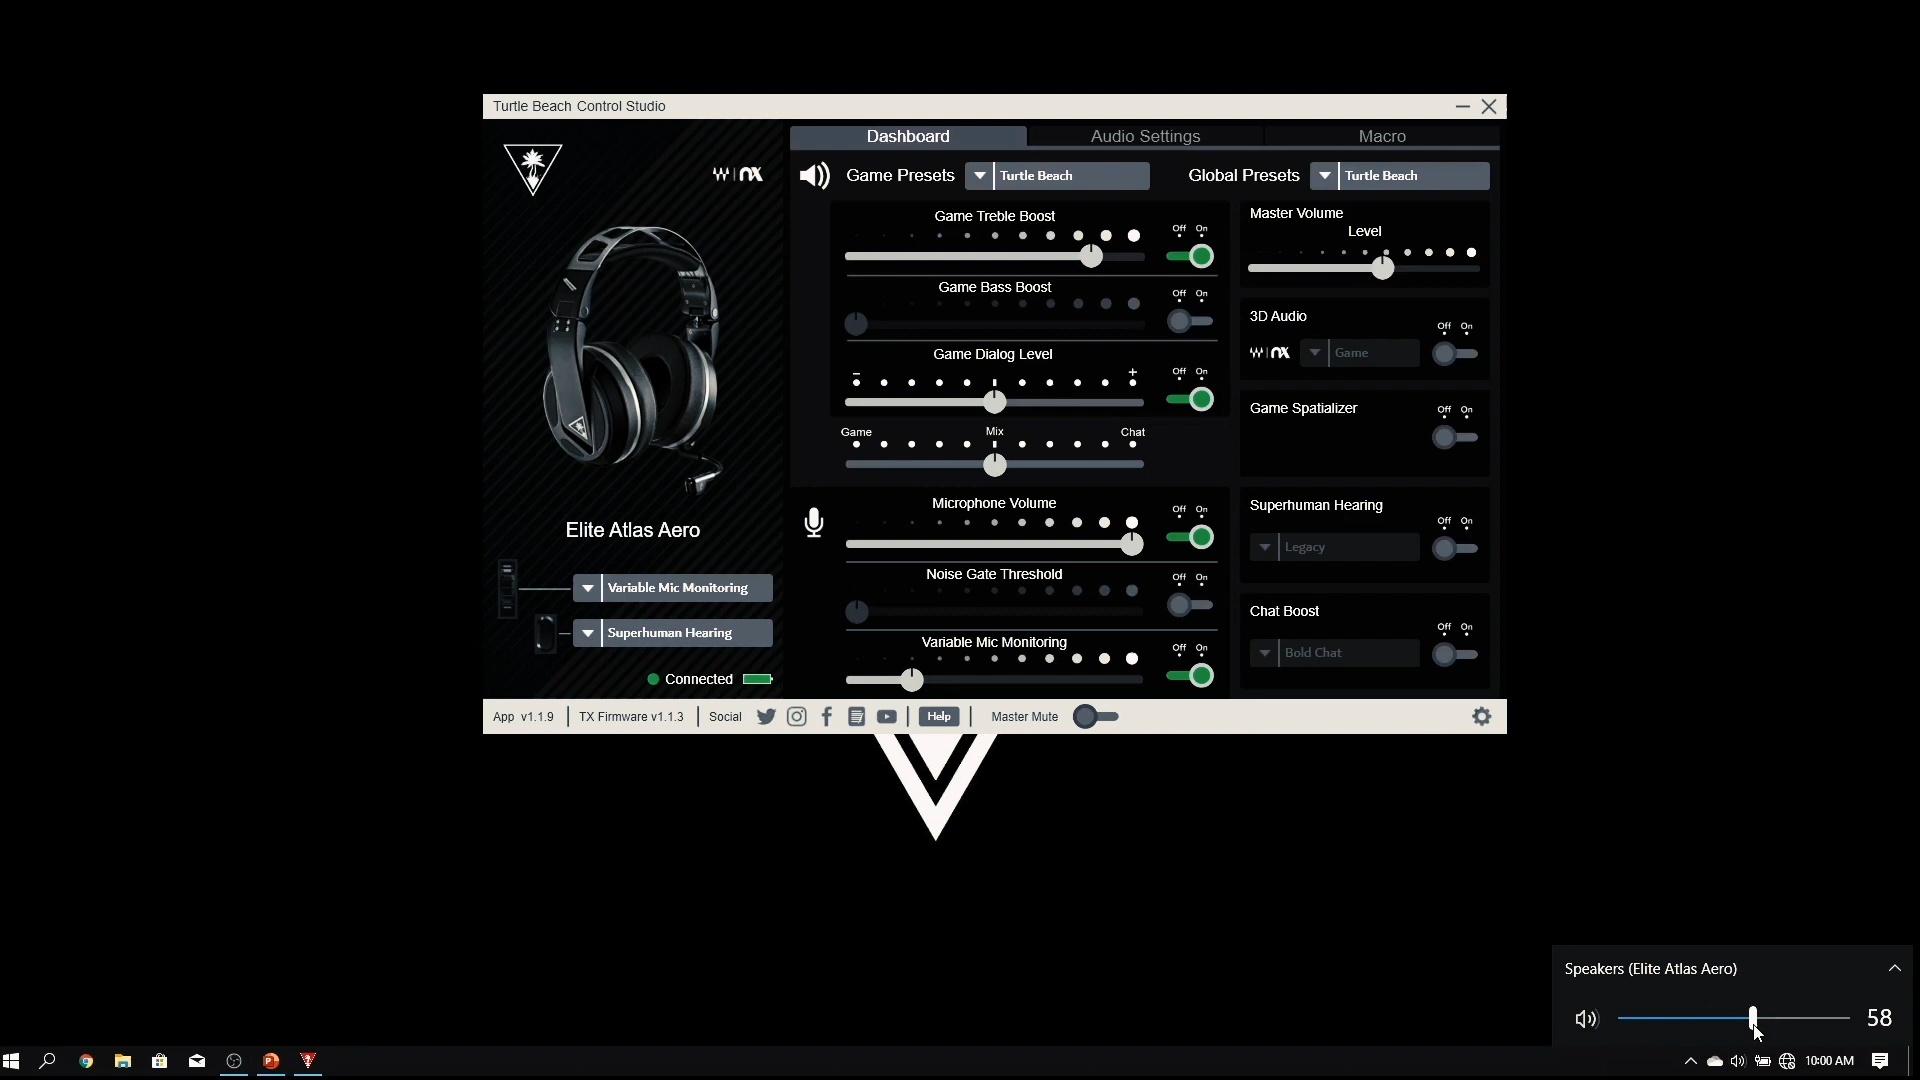 Turtle Beach Control Studio
Dashboard
Audio Settings
Macro
Game Presets
Turtle Beach
Global Presets
Turtle Beach
Game Treble Boost
Off On
Game Bass Boost
Off On
Game Dialog Level
- +
Off On
Game
Mix
Chat
Microphone Volume
Off On
Noise Gate Threshold
Off On
Variable Mic Monitoring
Off On
Master Volume
Level
3D Audio
Off On
NX
Game
Game Spatializer
Off On
Superhuman Hearing
Off On
Legacy
Chat Boost
Off On
Bold Chat
NX
Elite Atlas Aero
Variable Mic Monitoring
Superhuman Hearing
Connected
App v1.1.9
TX Firmware v1.1.3
Social
Help
Master Mute
Speakers (Elite Atlas Aero)
58
10:00 AM